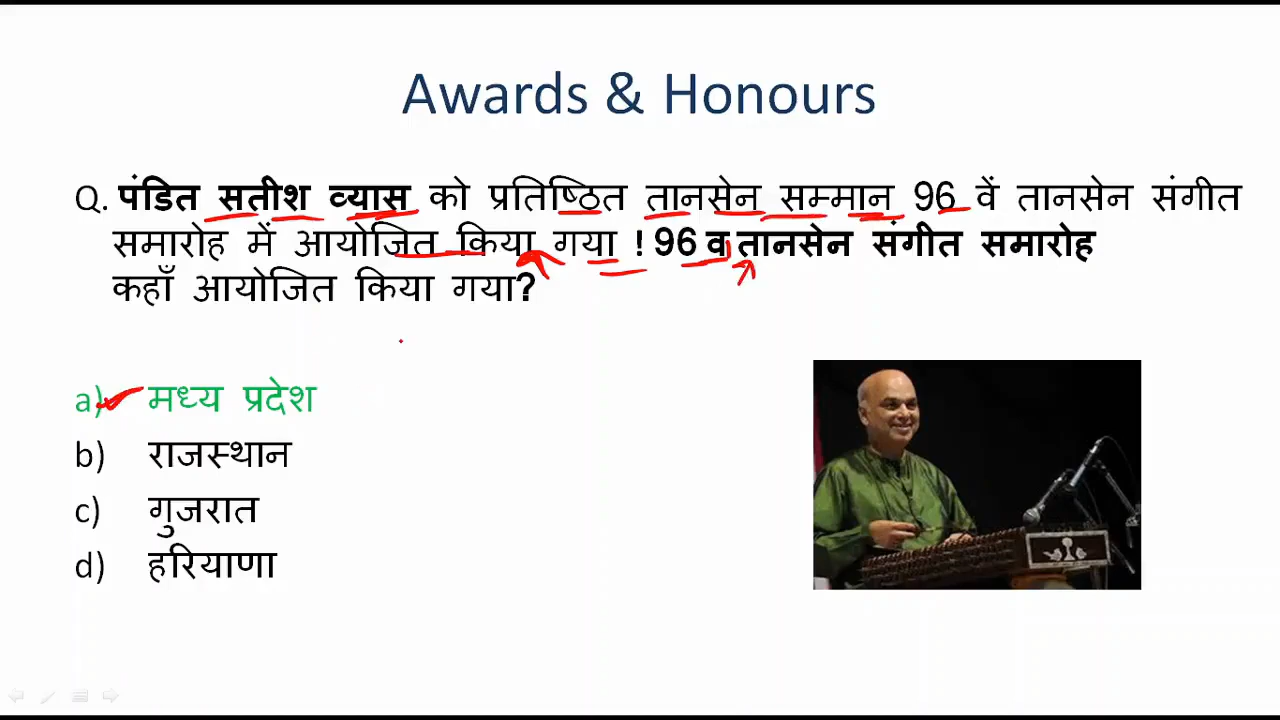 Awards & Honours
Q. पंडित सतीश व्यास को प्रतिष्ठित तानसेन सम्मान 96 वें तानसेन संगीत
समारोह में आयोजित किया गया ! 96 व तानसेन संगीत समारोह
कहाँ आयोजित किया गया?
a) मध्य प्रदेश
b) राजस्थान
c) गुजरात
d) हरियाणा